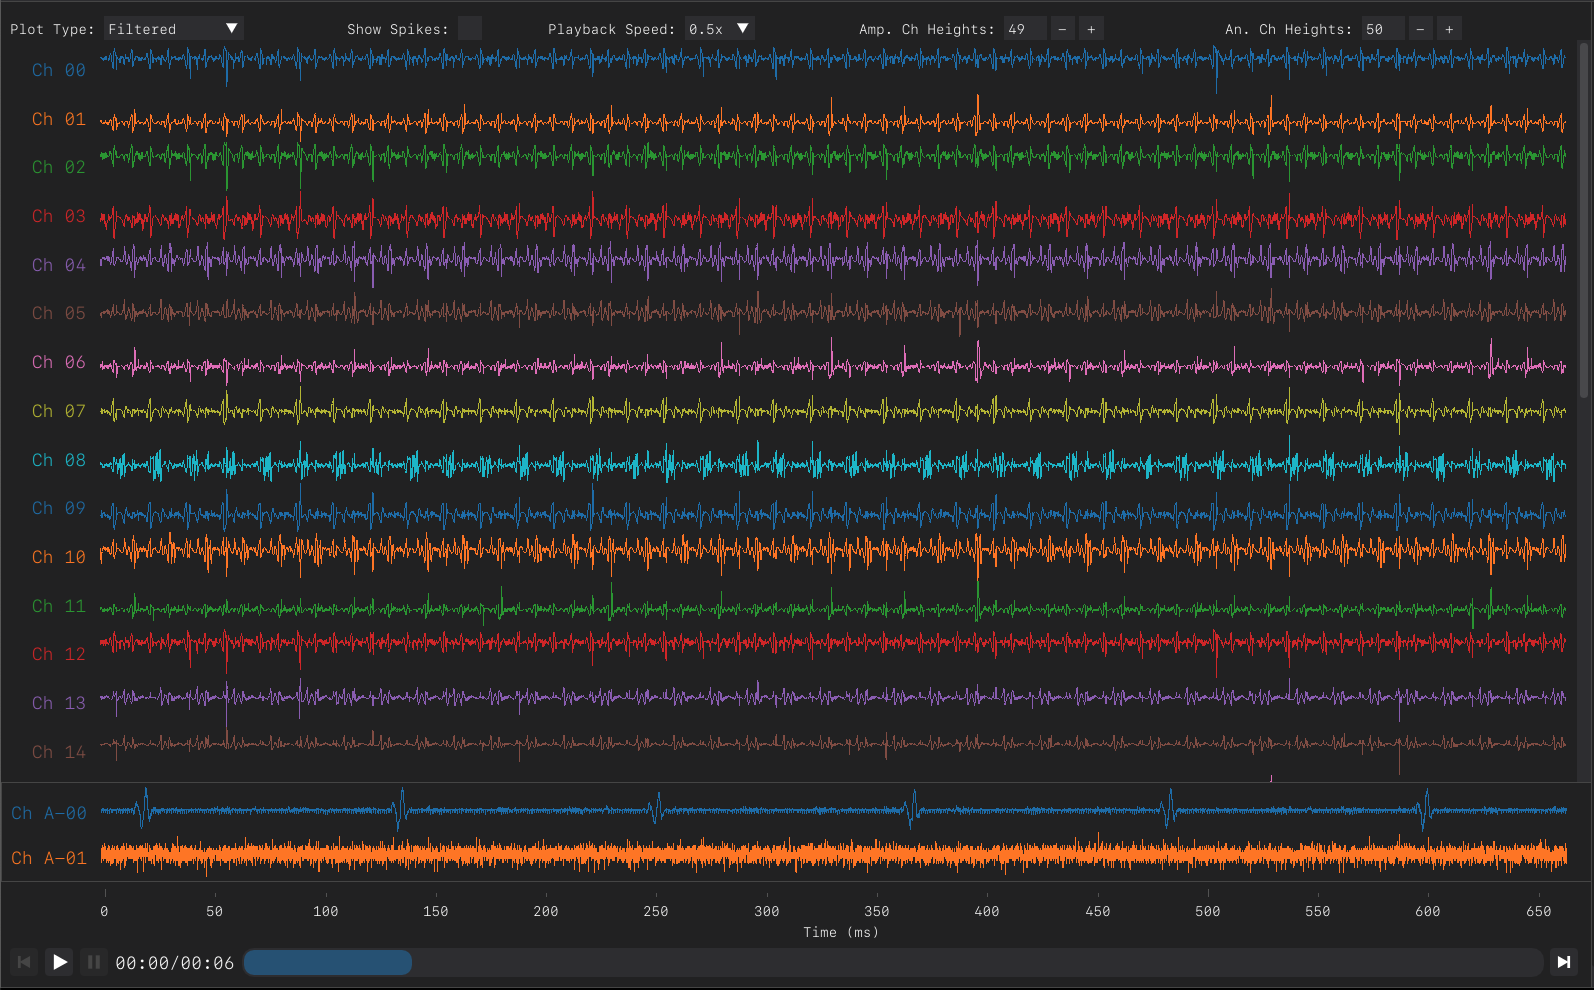 Plot Type: Filtered Show Spikes: Playback Speed: 0.5x Amp. Ch Heights: 49 − + An. Ch Heights: 50 − +
Ch 00
Ch 01
Ch 02
Ch 03
Ch 04
Ch 05
Ch 06
Ch 07
Ch 08
Ch 09
Ch 10
Ch 11
Ch 12
Ch 13
Ch 14
Ch A-00
Ch A-01
0 50 100 150 200 250 300 350 400 450 500 550 600 650
Time (ms)
00:00/00:06